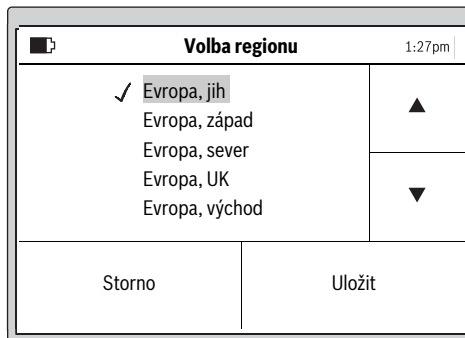 Volba regionu
1:27pm
Evropa, jih
Evropa, západ
Evropa, sever
Evropa, UK
Evropa, východ
Storno
Uložit